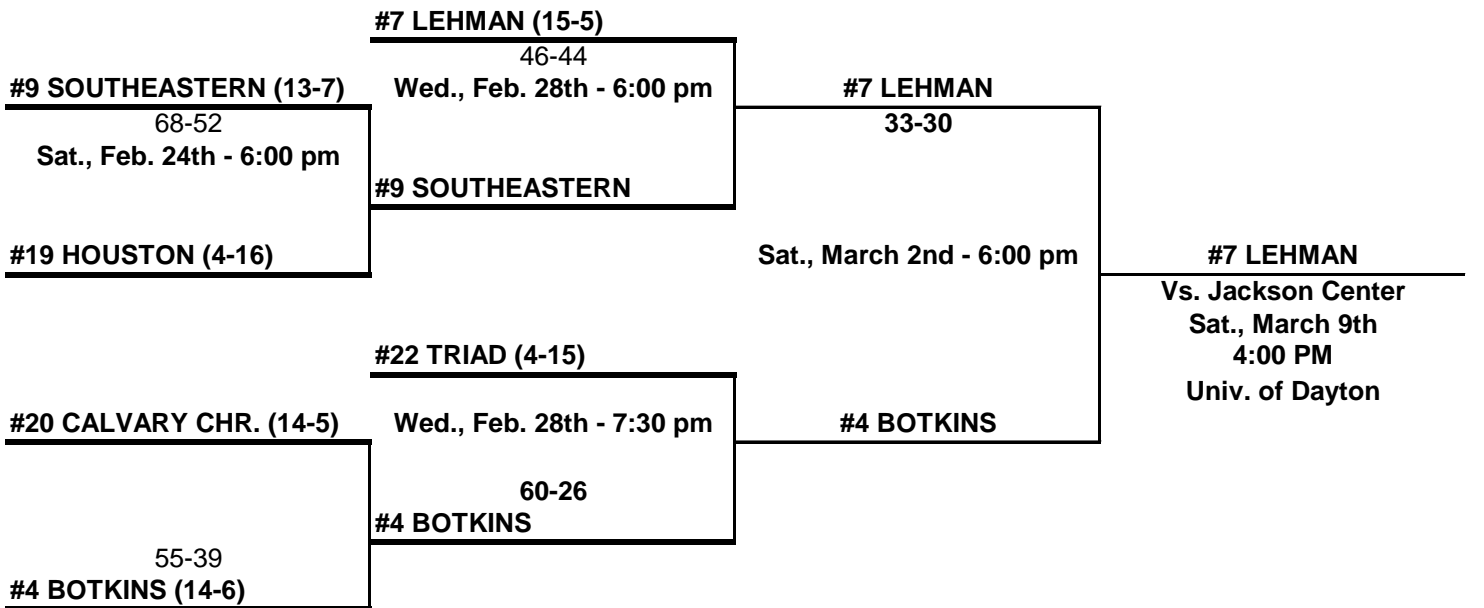 #7 LEHMAN (15-5)
46-44
#9 SOUTHEASTERN (13-7)
Wed., Feb. 28th - 6:00 pm
#7 LEHMAN
68-52
33-30
Sat., Feb. 24th - 6:00 pm
#9 SOUTHEASTERN
#19 HOUSTON (4-16)
Sat., March 2nd - 6:00 pm
#7 LEHMAN
Vs. Jackson Center
Sat., March 9th
#22 TRIAD (4-15)
4:00 PM
Univ. of Dayton
#20 CALVARY CHR. (14-5)
Wed., Feb. 28th - 7:30 pm
#4 BOTKINS
60-26
#4 BOTKINS
55-39
#4 BOTKINS (14-6)